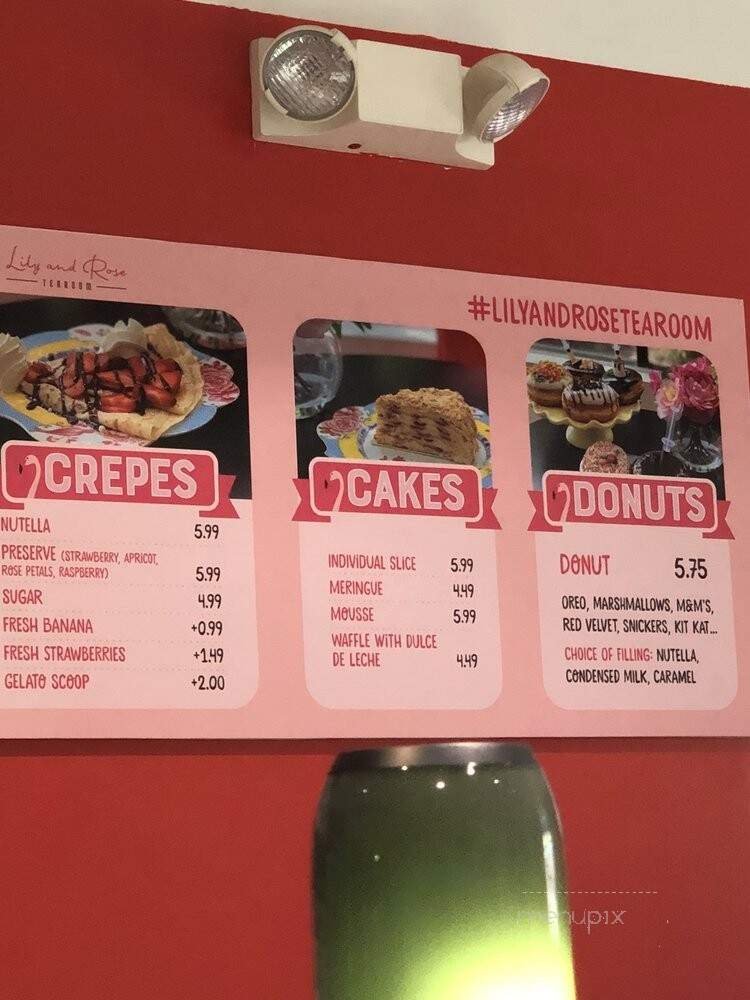 Lily and Rose
TEAROOM
#LILYANDROSETEAROOM
CREPES
NUTELLA 5.99
PRESERVE (STRAWBERRY, APRICOT,
ROSE PETALS, RASPBERRY) 5.99
SUGAR 4.99
FRESH BANANA +0.99
FRESH STRAWBERRIES +1.49
GELATO SCOOP +2.00
CAKES
INDIVIDUAL SLICE 5.99
MERINGUE 4.49
MOUSSE 5.99
WAFFLE WITH DULCE
DE LECHE 4.49
DONUTS
DONUT 5.75
OREO, MARSHMALLOWS, M&M'S,
RED VELVET, SNICKERS, KIT KAT...
CHOICE OF FILLING: NUTELLA,
CONDENSED MILK, CARAMEL
menupix